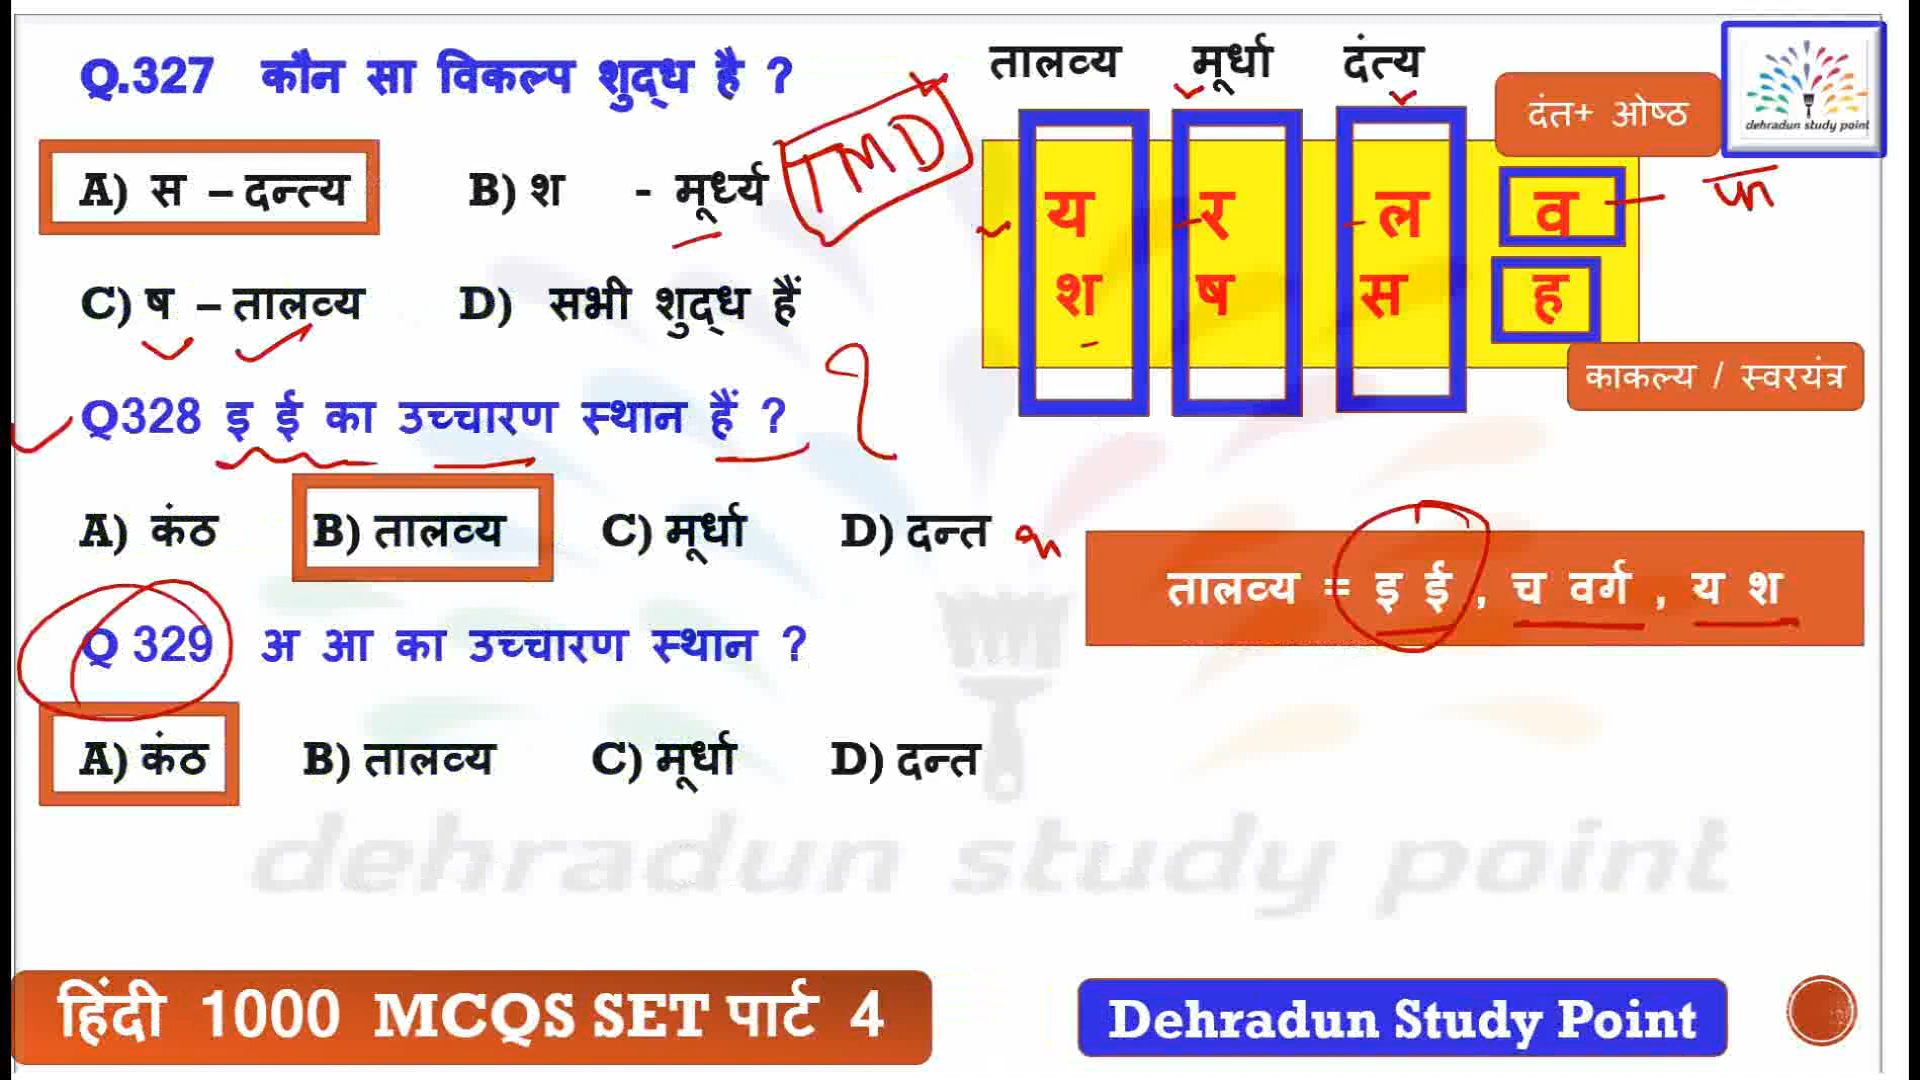 Q.327 कौन सा विकल्प शुद्ध है ?
A) स – दन्त्य B) श - मूर्ध्य
C) ष – तालव्य D) सभी शुद्ध हैं
Q328 इ ई का उच्चारण स्थान हैं ?
A) कंठ B) तालव्य C) मूर्धा D) दन्त
Q 329 अ आ का उच्चारण स्थान ?
A) कंठ B) तालव्य C) मूर्धा D) दन्त
TMD
तालव्य मूर्धा दंत्य
दंत+ ओष्ठ
dehradun study point
य र ल व
श ष स ह
काकल्य / स्वरयंत्र
तालव्य = इ ई , च वर्ग , य श
dehradun study point
हिंदी 1000 MCQS SET पार्ट 4
Dehradun Study Point